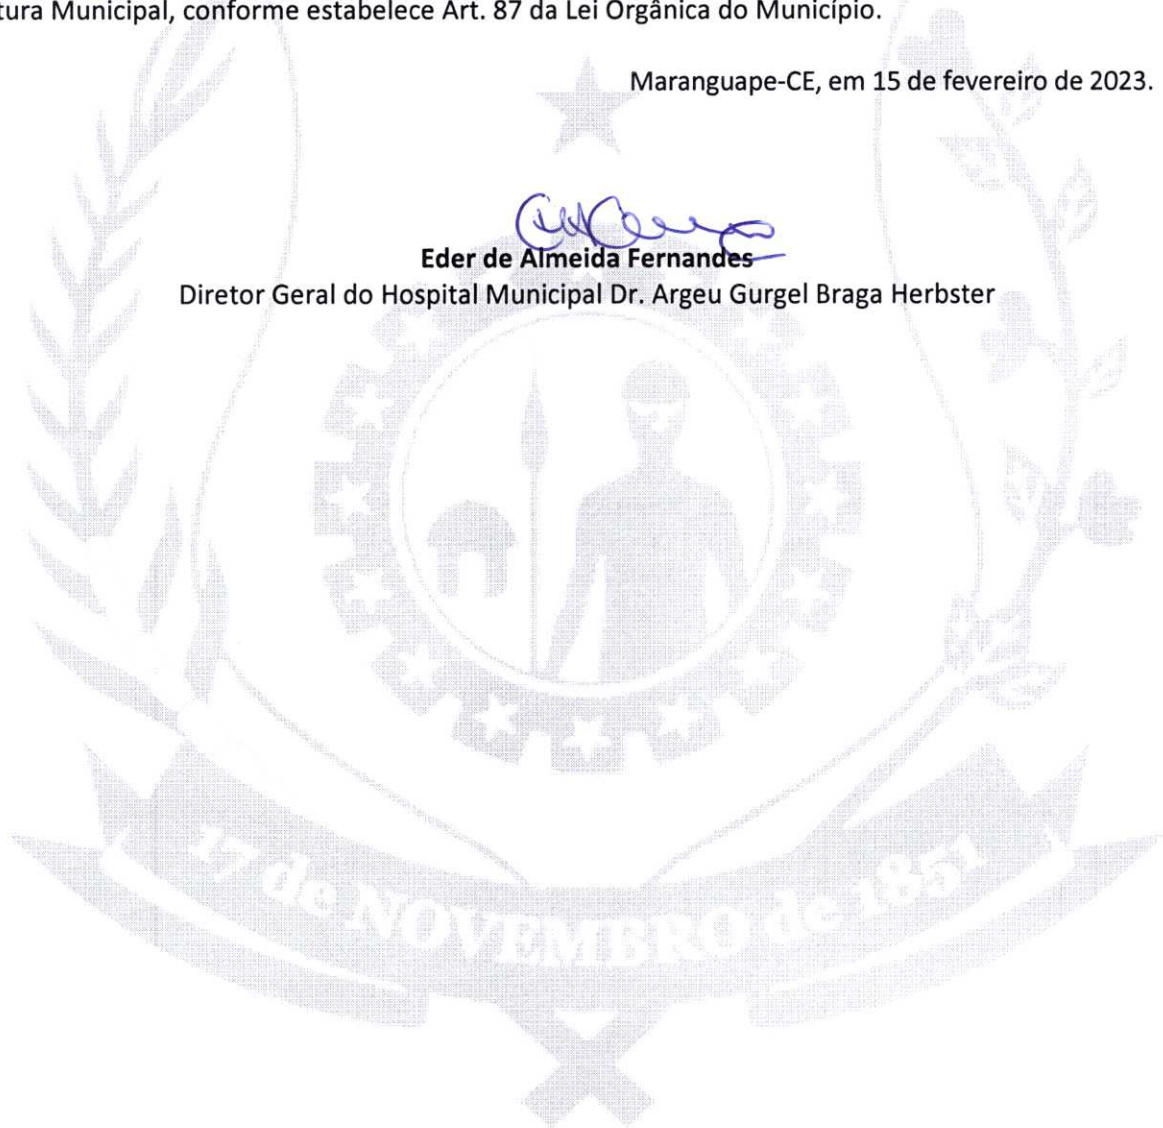 tura Municipal, conforme estabelece Art. 87 da Lei Orgânica do Município.
Maranguape-CE, em 15 de fevereiro de 2023.
Eder de Almeida Fernandes
Diretor Geral do Hospital Municipal Dr. Argeu Gurgel Braga Herbster
17 de NOVEMBRO de 1851